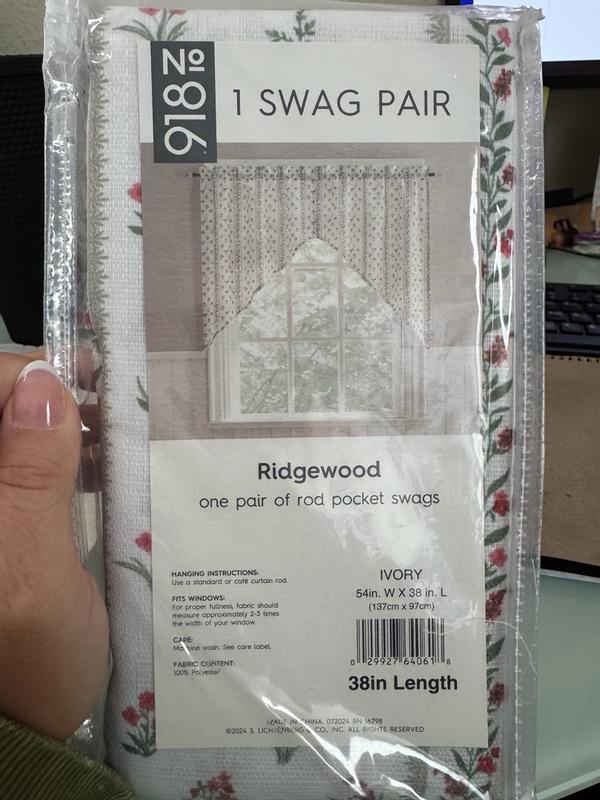 No. 918
1 SWAG PAIR
Ridgewood
one pair of rod pocket swags
HANGING INSTRUCTIONS:
Use a standard or café curtain rod.
FITS WINDOWS:
For proper fullness, fabric should
measure approximately 2-3 times
the width of your window.
CARE:
Machine wash. See care label.
FABRIC CONTENT:
100% Polyester
IVORY
54in. W X 38 in. L
(137cm x 97cm)
0 29927 64061 8
38in Length
MADE IN CHINA. 072024 RN 16798
©2024 S. LICHTENBERG & CO., INC. ALL RIGHTS RESERVED